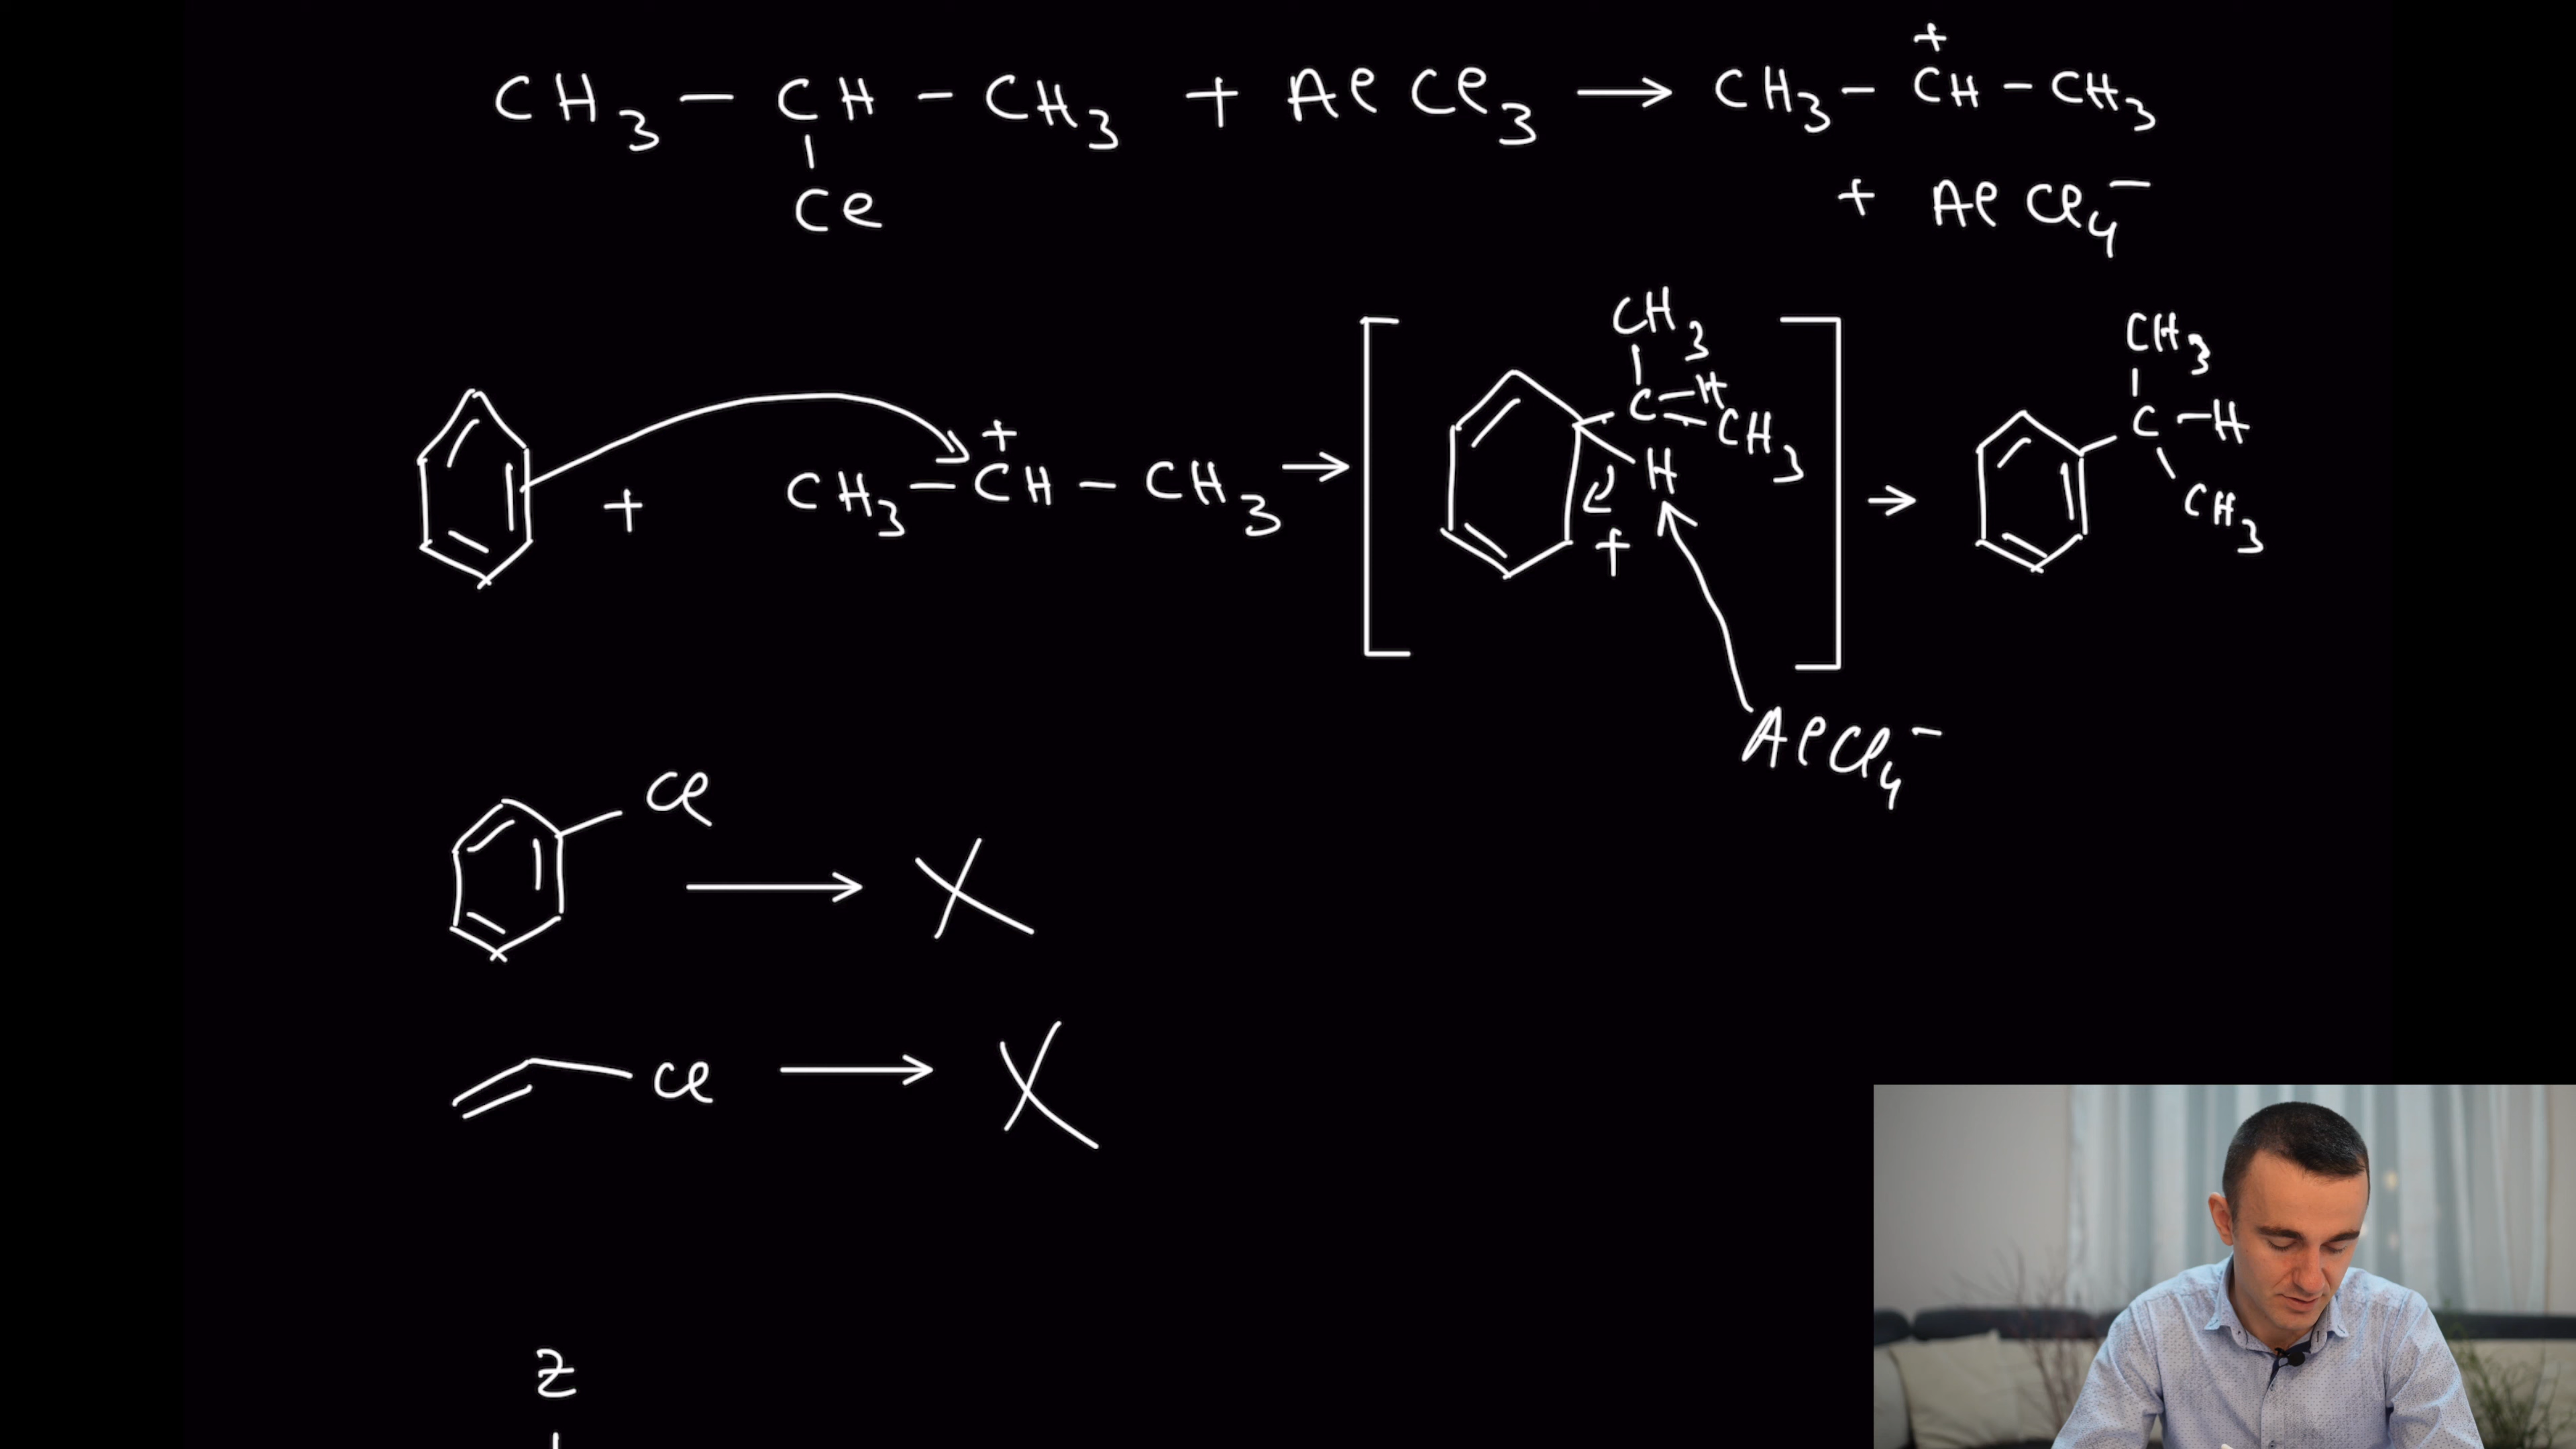 CH3 – CH – CH3 + AlCl3 → CH3 – CH – CH3
+
Cl
+ AlCl4–
CH3
C – H
CH3
H
+
+ CH3 – CH – CH3 →
+
→
CH3
C – H
CH3
AlCl4–
Cl
→ X
Cl → X
Z